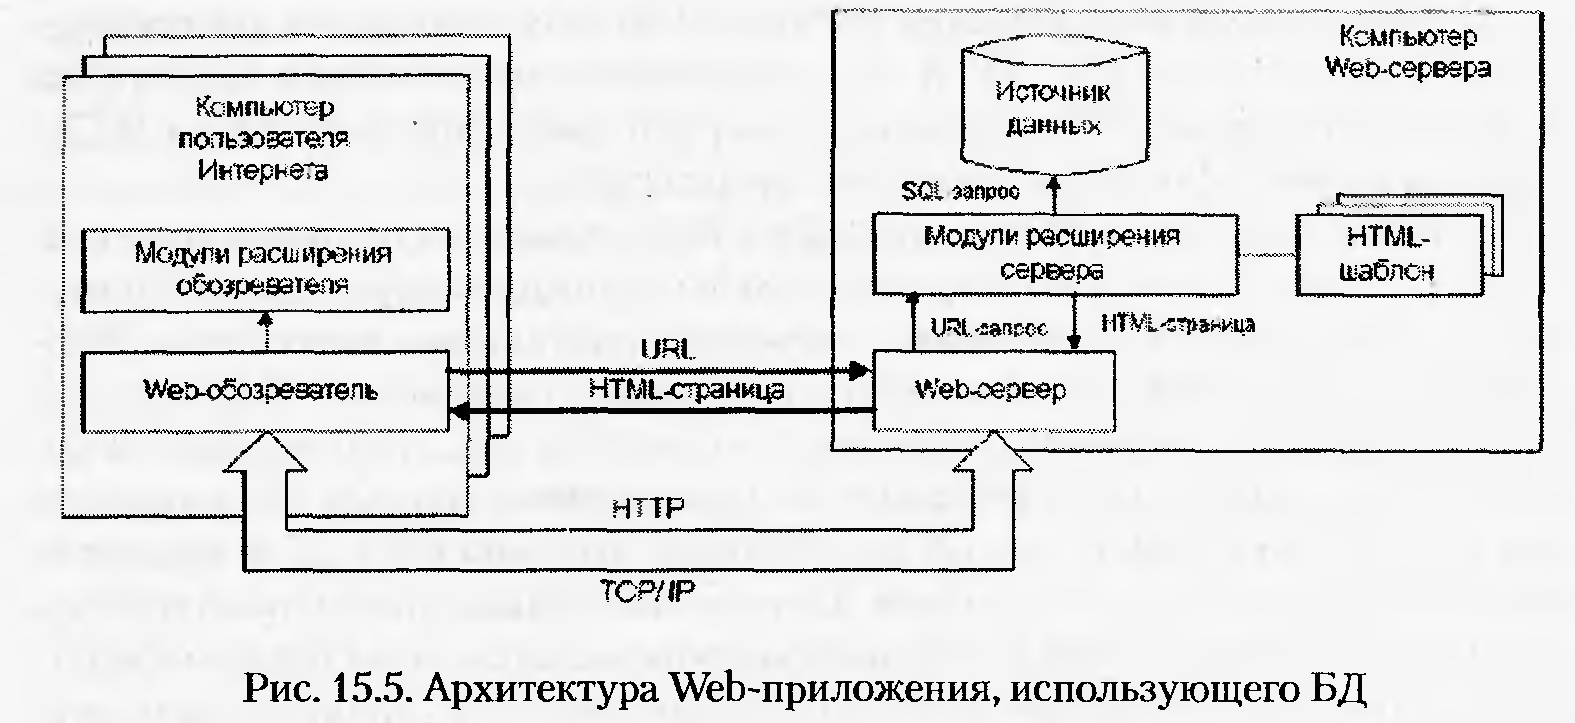 Компьютер
пользователя
Интернета
Модули расширения
обозревателя
Web-обозреватель
URL
HTML-страница
HTTP
TCP/IP
Компьютер
Web-сервера
Источник
данных
SQL-запрос
Модули расширения
сервера
HTML-
шаблон
URL-запрос
HTML-страница
Web-сервер
Рис. 15.5. Архитектура Web-приложения, использующего БД